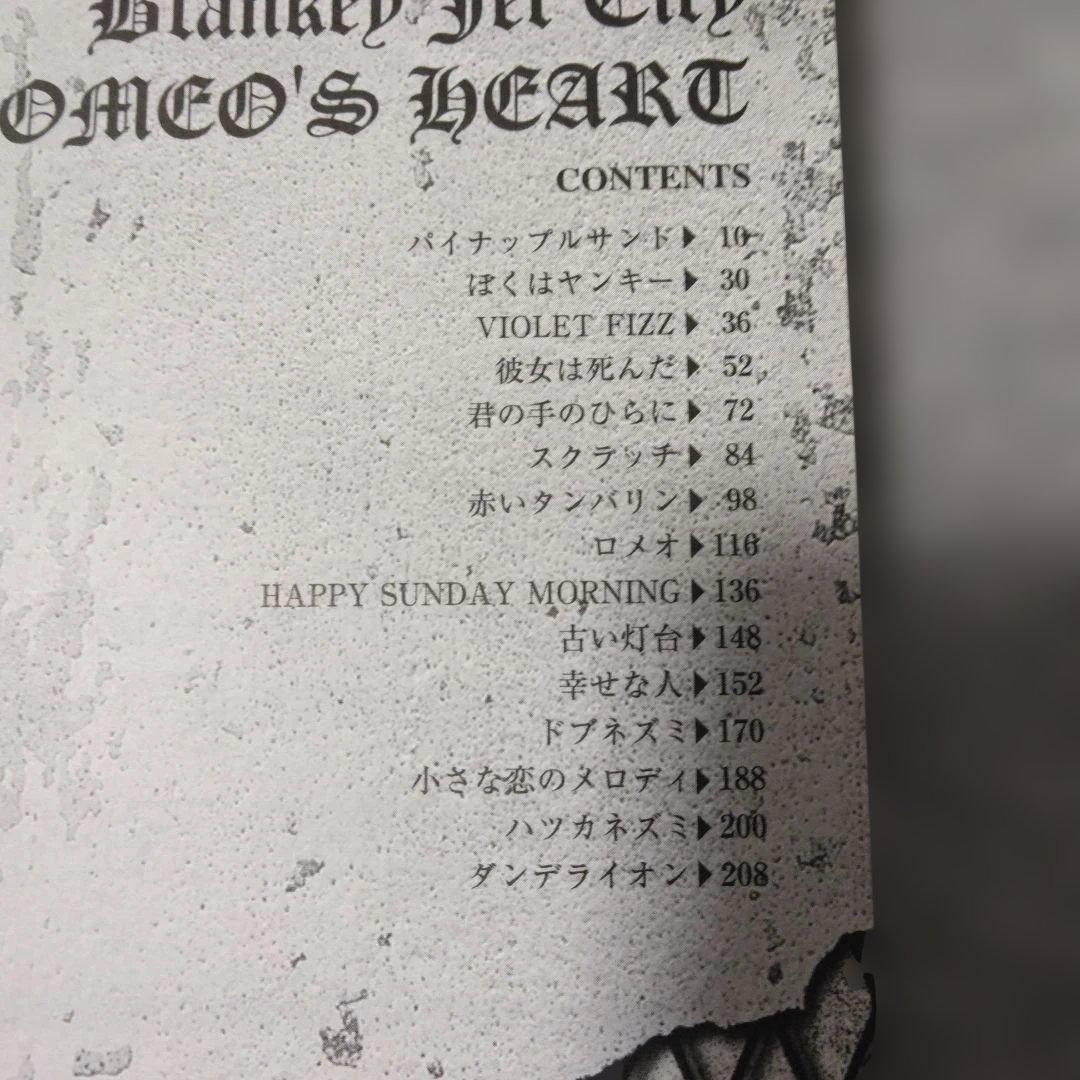 Blankey Jet City
OMEO'S HEART
CONTENTS
パイナップルサンド▶ 10
ぼくはヤンキー▶ 30
VIOLET FIZZ▶ 36
彼女は死んだ▶ 52
君の手のひらに▶ 72
スクラッチ▶ 84
赤いタンバリン▶ 98
ロメオ▶116
HAPPY SUNDAY MORNING▶136
古い灯台▶148
幸せな人▶152
ドブネズミ▶170
小さな恋のメロディ▶188
ハツカネズミ▶200
ダンデライオン▶208